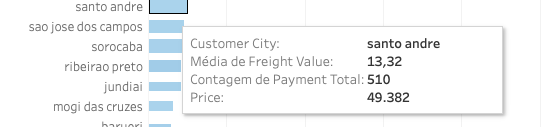 santo andre
sao jose dos campos
sorocaba
ribeirao preto
jundiai
mogi das cruzes
barueri
Customer City: santo andre
Média de Freight Value: 13,32
Contagem de Payment Total: 510
Price: 49.382